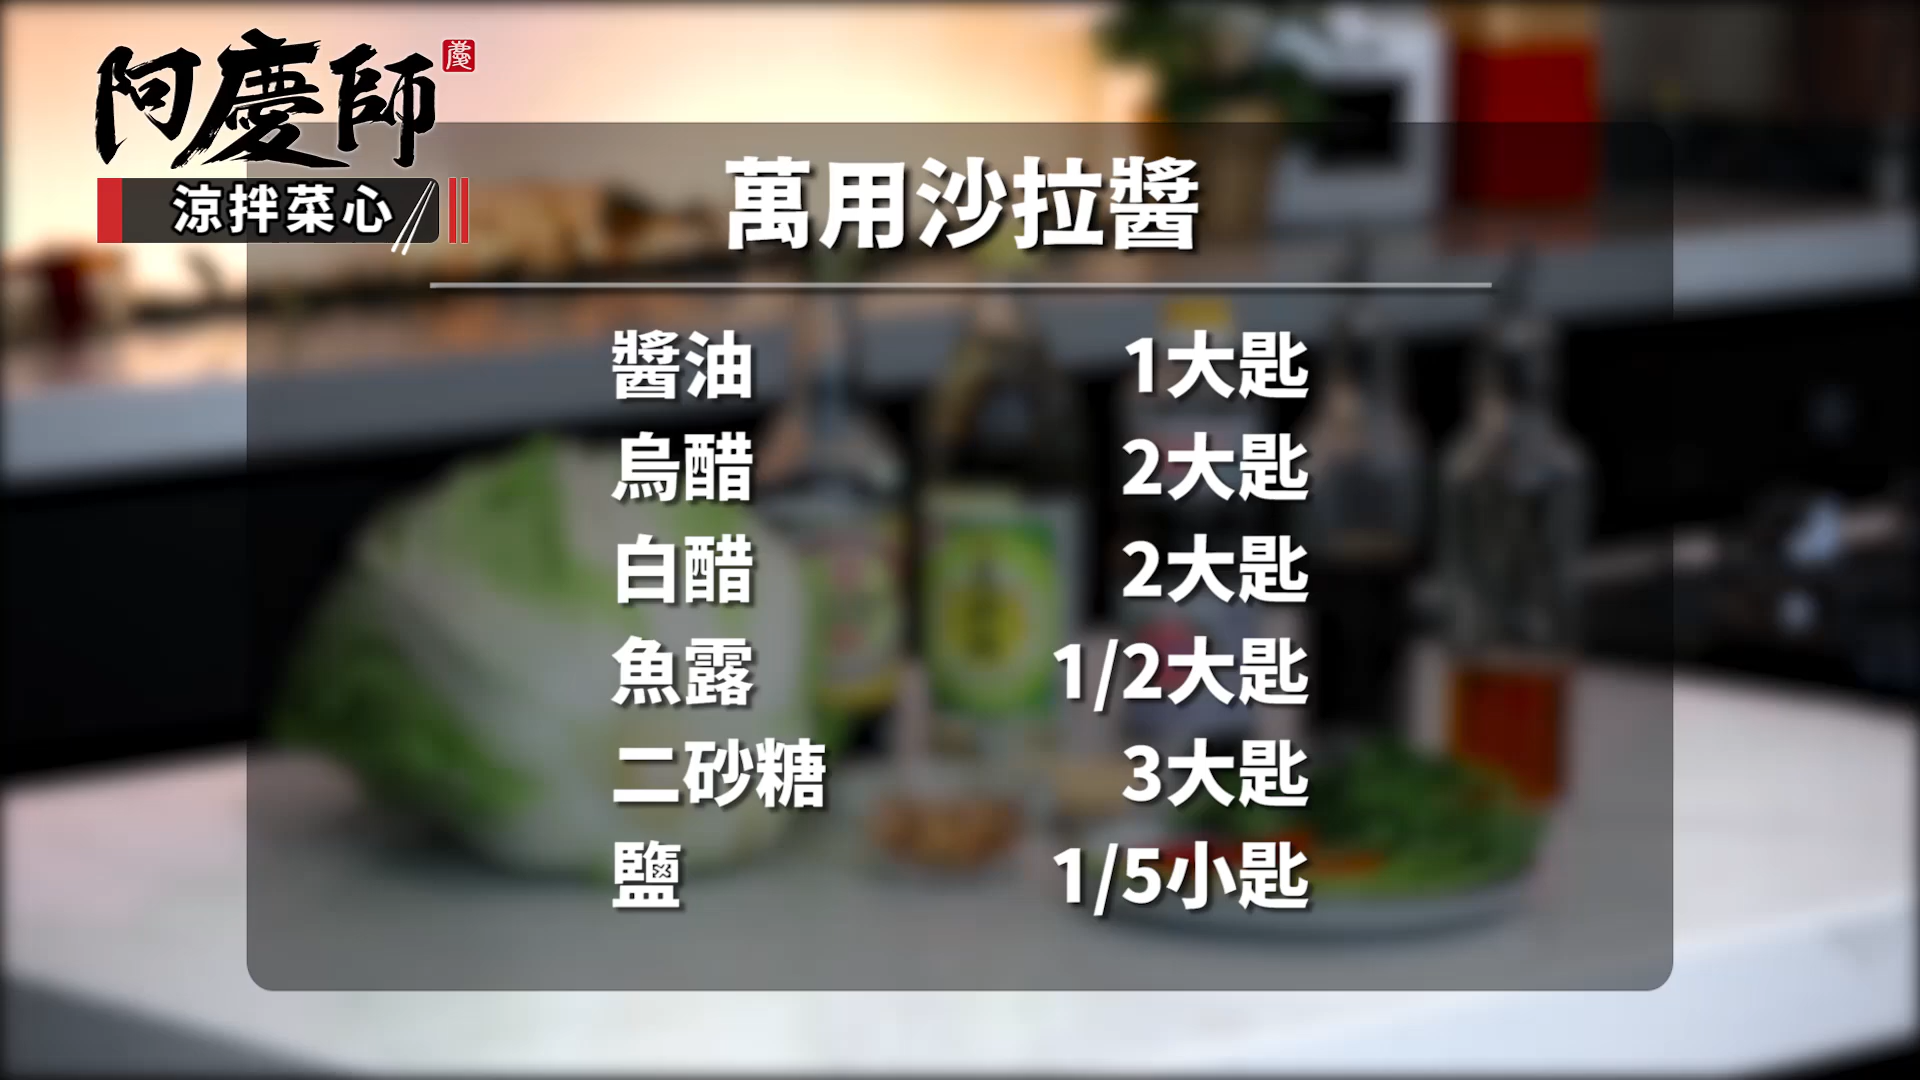 阿慶師
慶
涼拌菜心
萬用沙拉醬
醬油 1大匙
烏醋 2大匙
白醋 2大匙
魚露 1/2大匙
二砂糖 3大匙
鹽 1/5小匙